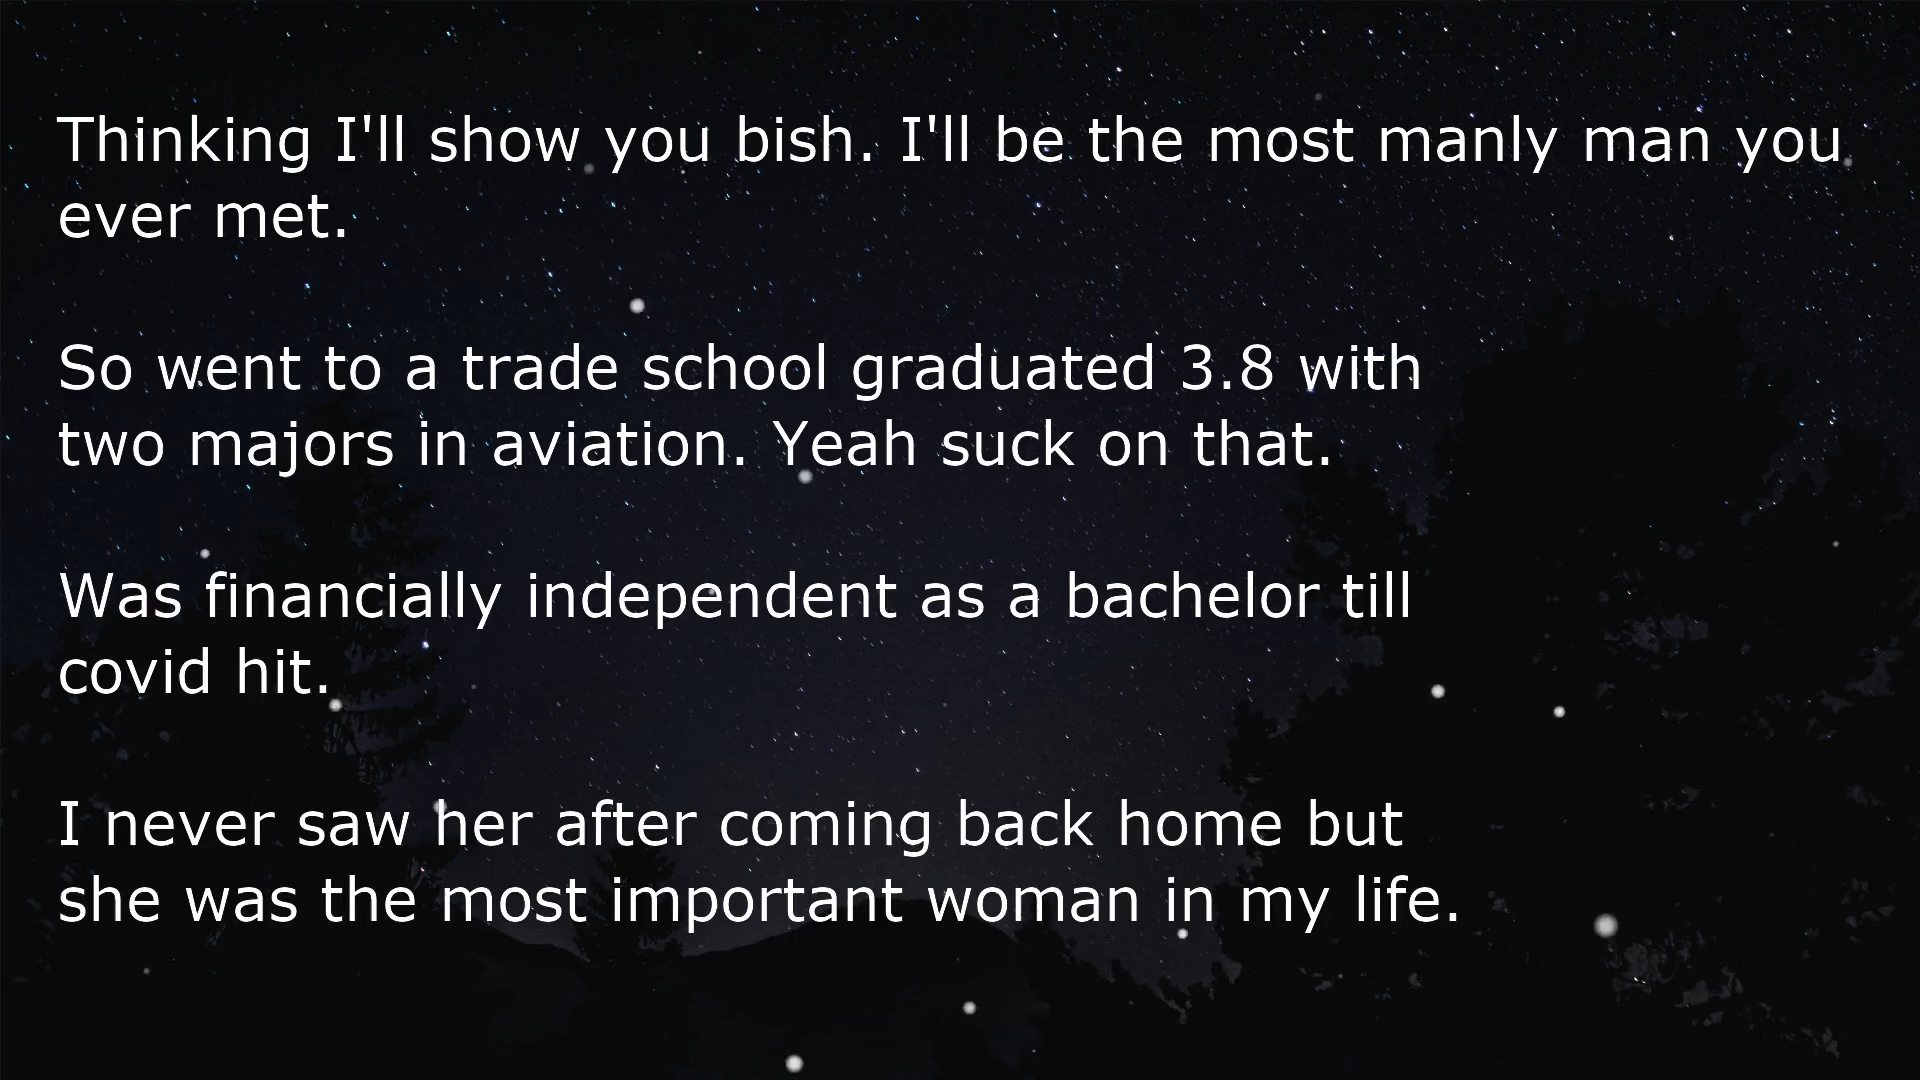 Thinking I'll show you bish. I'll be the most manly man you
ever met.
So went to a trade school graduated 3.8 with
two majors in aviation. Yeah suck on that.
Was financially independent as a bachelor till
covid hit.
I never saw her after coming back home but
she was the most important woman in my life.